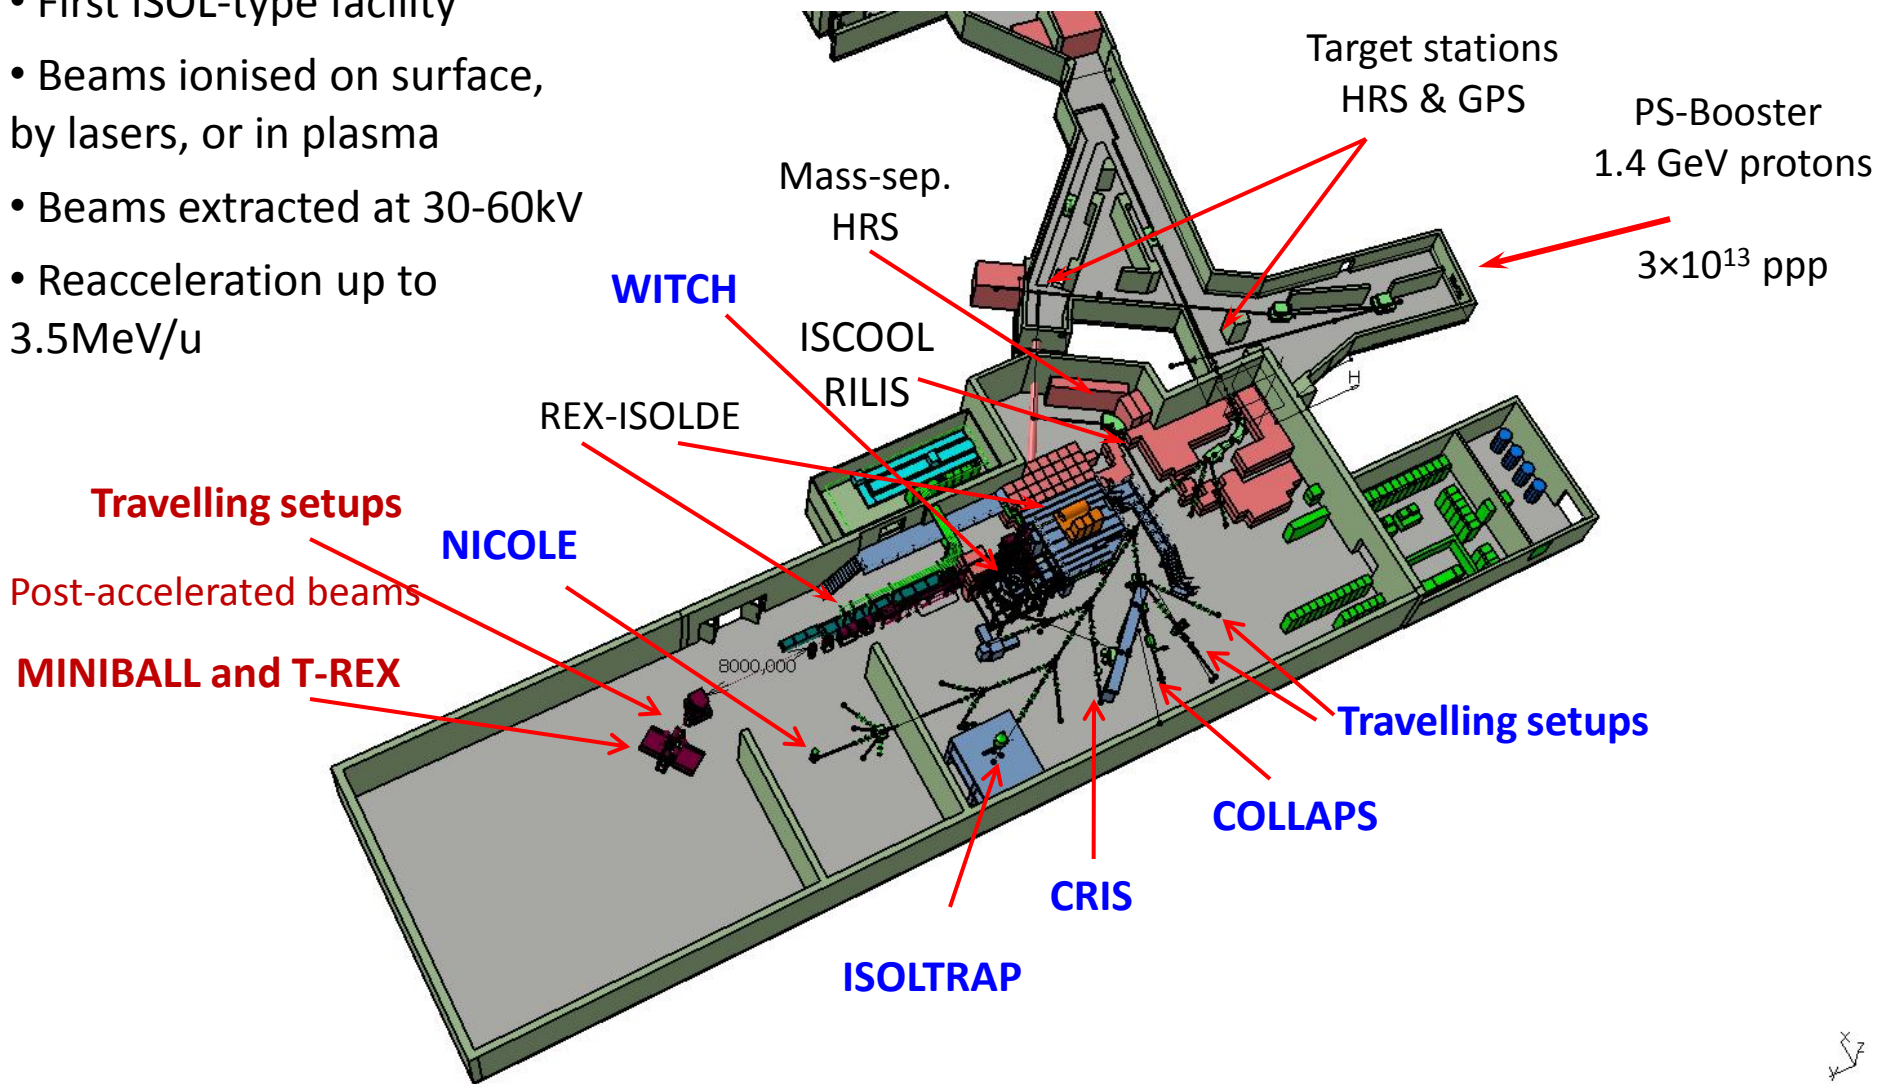 • First ISOL-type facility
• Beams ionised on surface,
by lasers, or in plasma
• Beams extracted at 30-60kV
• Reacceleration up to
3.5MeV/u
Target stations
HRS & GPS
PS-Booster
1.4 GeV protons
3×10¹³ ppp
Mass-sep.
HRS
WITCH
ISCOOL
RILIS
REX-ISOLDE
H
Travelling setups
NICOLE
Post-accelerated beams
MINIBALL and T-REX
8000,000
Travelling setups
COLLAPS
CRIS
ISOLTRAP
X
Z
y